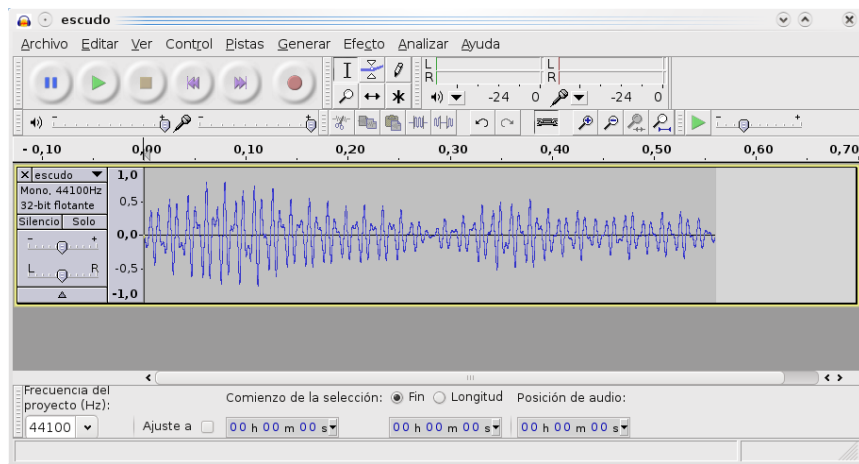 escudo
Archivo Editar Ver Control Pistas Generar Efecto Analizar Ayuda
L
R
L
R
-24 0
-24 0
- 0,10 0,00 0,10 0,20 0,30 0,40 0,50 0,60 0,70
escudo
Mono, 44100Hz
32-bit flotante
Silencio Solo
- +
L R
1,0
0,5
0,0
-0,5
-1,0
Frecuencia del
proyecto (Hz):
44100
Ajuste a
Comienzo de la selección: Fin Longitud Posición de audio:
00 h 00 m 00 s 00 h 00 m 00 s 00 h 00 m 00 s